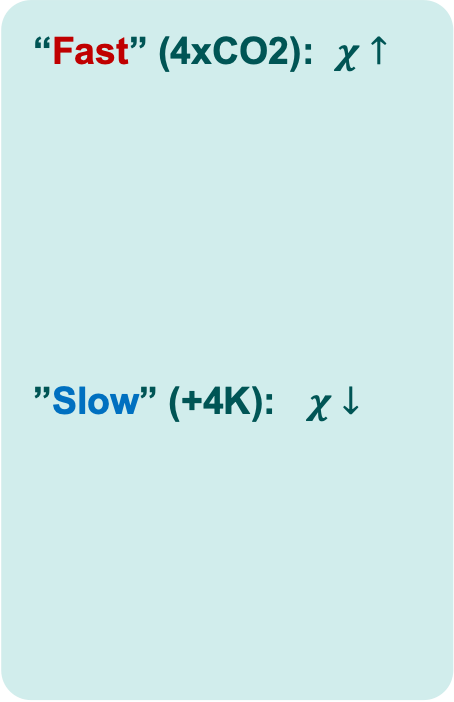 “Fast” (4xCO2): 𝝌 ↑
”Slow” (+4K): 𝝌 ↓